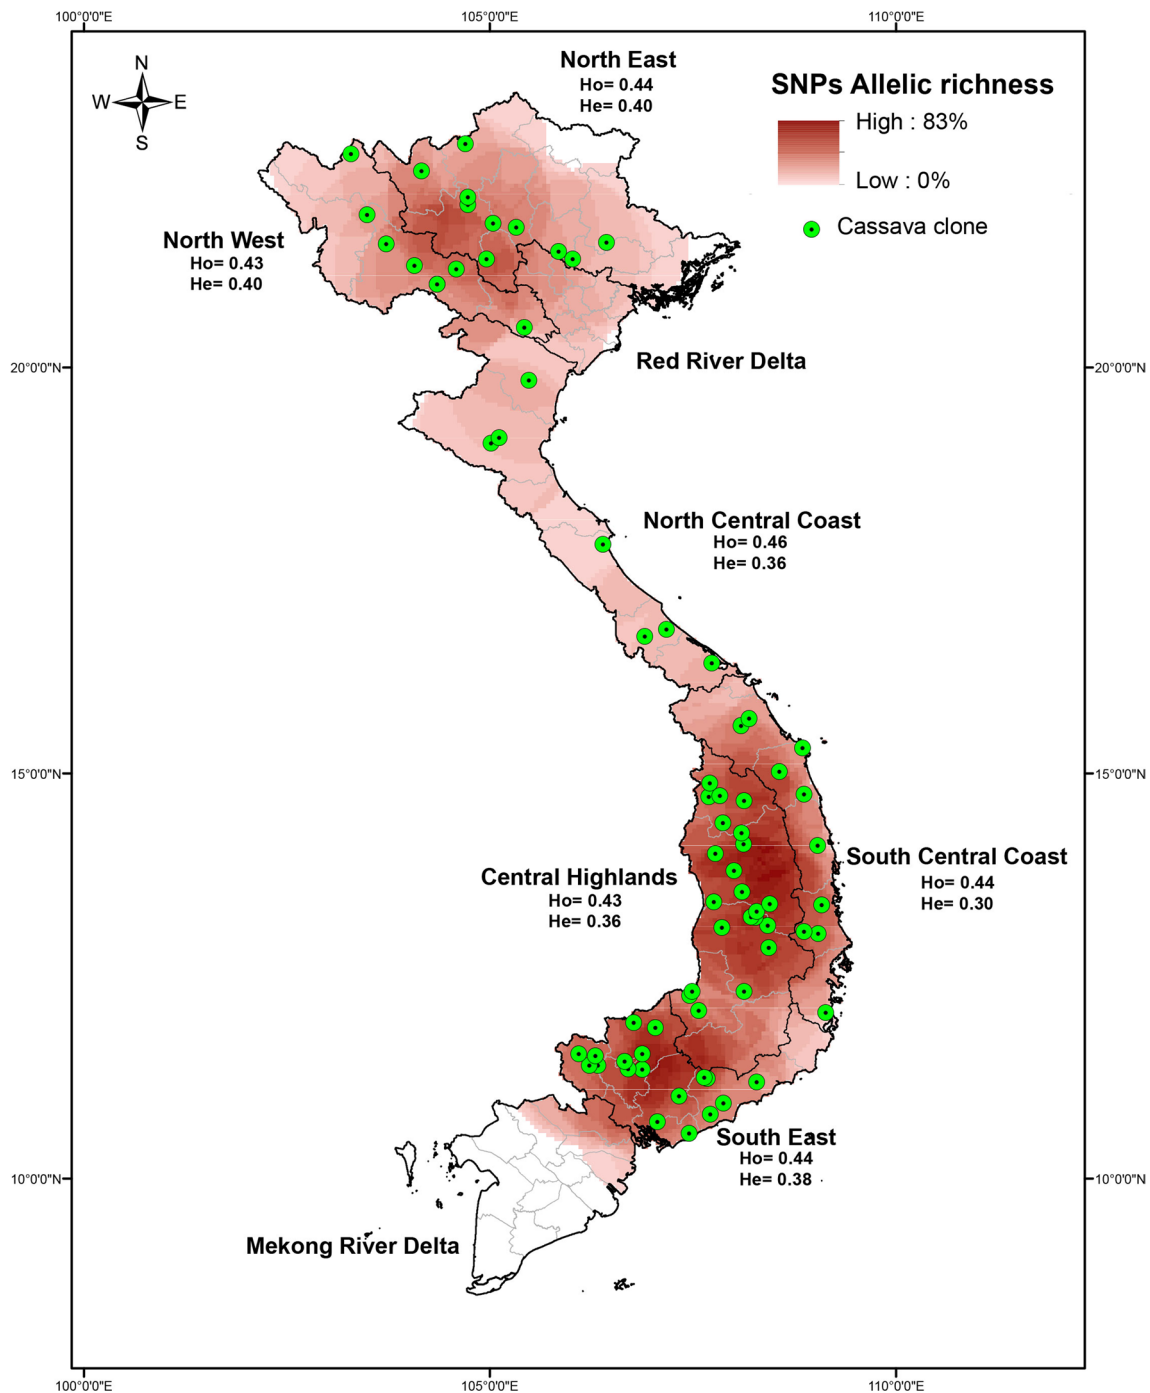 100°0'0"E 105°0'0"E 110°0'0"E
N
W E
S
North East
Ho= 0.44
He= 0.40
SNPs Allelic richness
High : 83%
Low : 0%
Cassava clone
North West
Ho= 0.43
He= 0.40
Red River Delta
20°0'0"N 20°0'0"N
North Central Coast
Ho= 0.46
He= 0.36
15°0'0"N 15°0'0"N
South Central Coast
Ho= 0.44
He= 0.30
Central Highlands
Ho= 0.43
He= 0.36
South East
Ho= 0.44
He= 0.38
10°0'0"N 10°0'0"N
Mekong River Delta
100°0'0"E 105°0'0"E 110°0'0"E